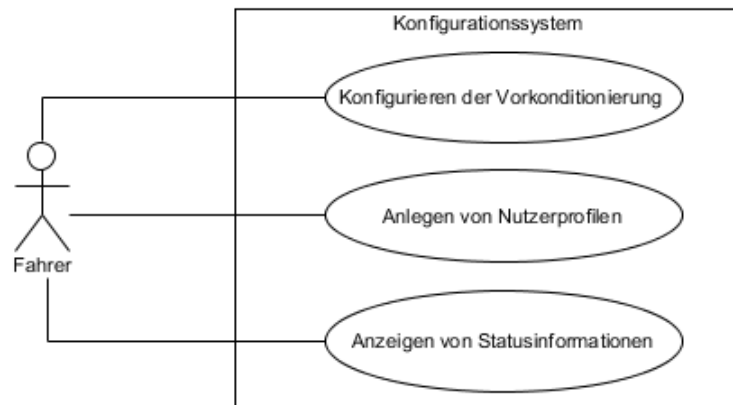 Konfigurationssystem
Konfigurieren der Vorkonditionierung
Anlegen von Nutzerprofilen
Fahrer
Anzeigen von Statusinformationen